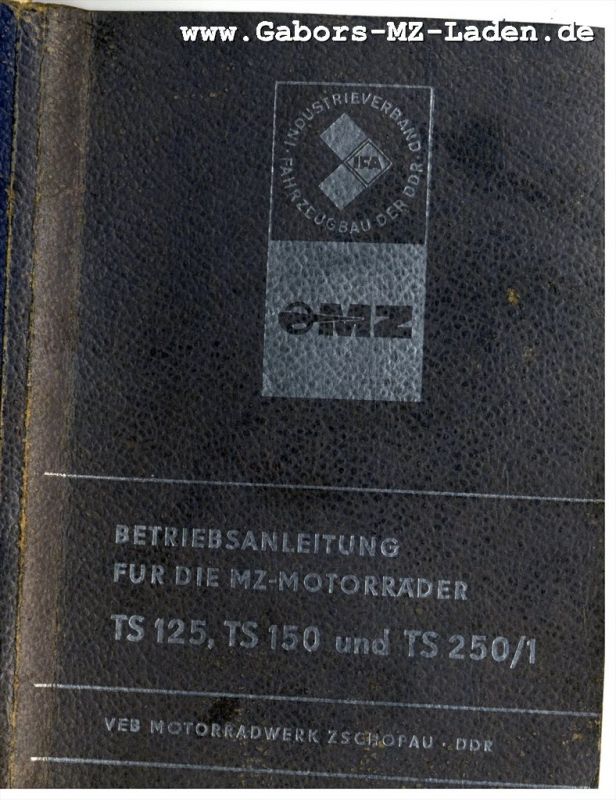 www.Gabors-MZ-Laden.de
· INDUSTRIEVERBAND ·
FAHRZEUGBAU DER DDR
IFA
MZ
BETRIEBSANLEITUNG
FÜR DIE MZ-MOTORRÄDER
TS 125, TS 150 und TS 250/1
VEB MOTORRADWERK ZSCHOPAU · DDR